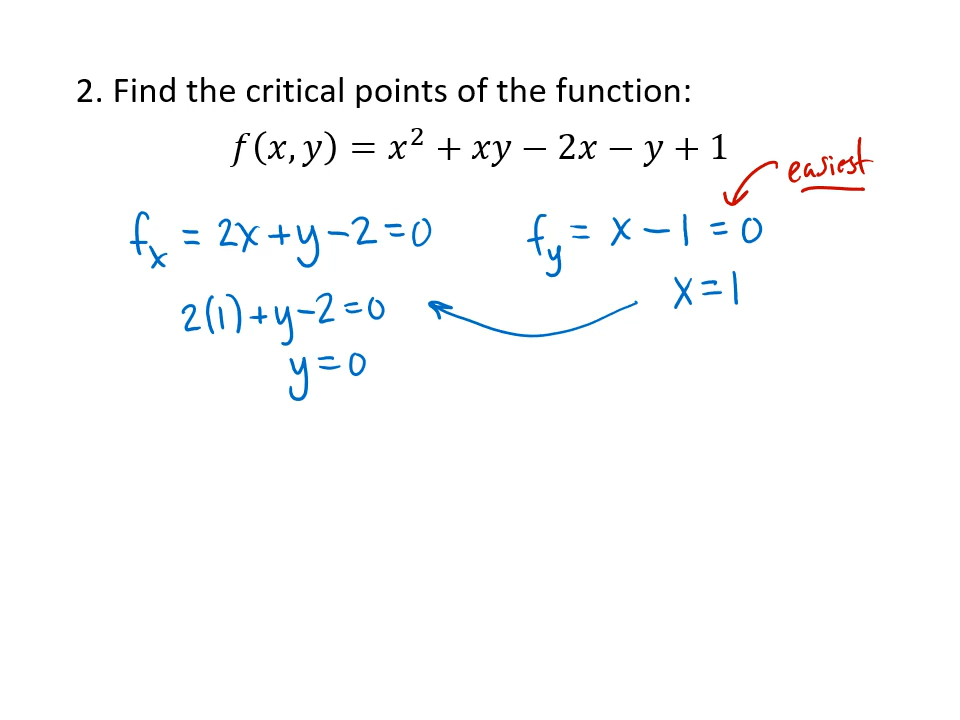 2. Find the critical points of the function:
f(x, y) = x² + xy − 2x − y + 1
easiest
fx = 2x + y − 2 = 0
fy = x − 1 = 0
x = 1
2(1) + y − 2 = 0
y = 0